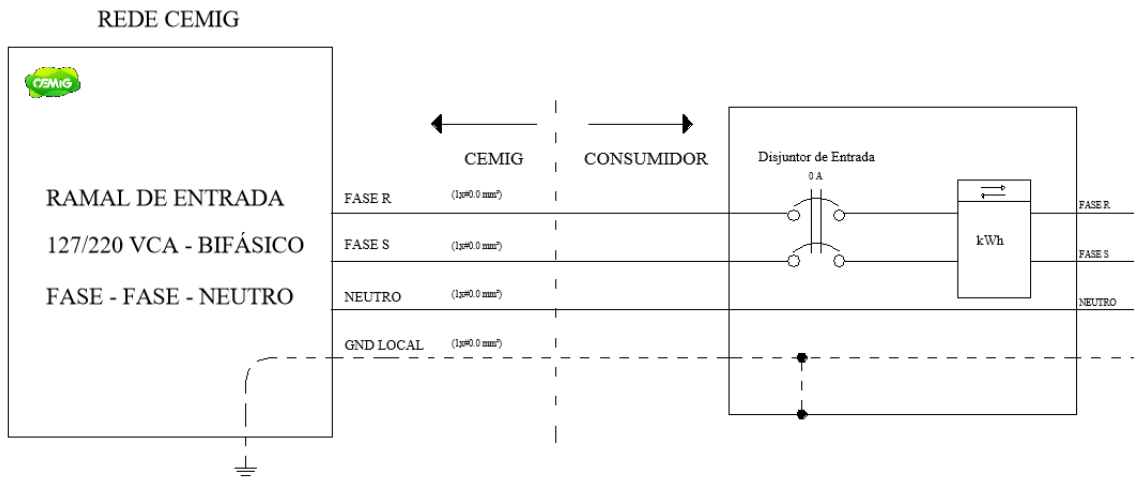 REDE CEMIG
CEMIG
RAMAL DE ENTRADA
127/220 VCA - BIFÁSICO
FASE - FASE - NEUTRO
CEMIG
CONSUMIDOR
FASE R
(1x#0.0 mm²)
FASE S
(1x#0.0 mm²)
NEUTRO
(1x#0.0 mm²)
GND LOCAL
(1x#0.0 mm²)
Disjuntor de Entrada
0 A
kWh
FASE R
FASE S
NEUTRO